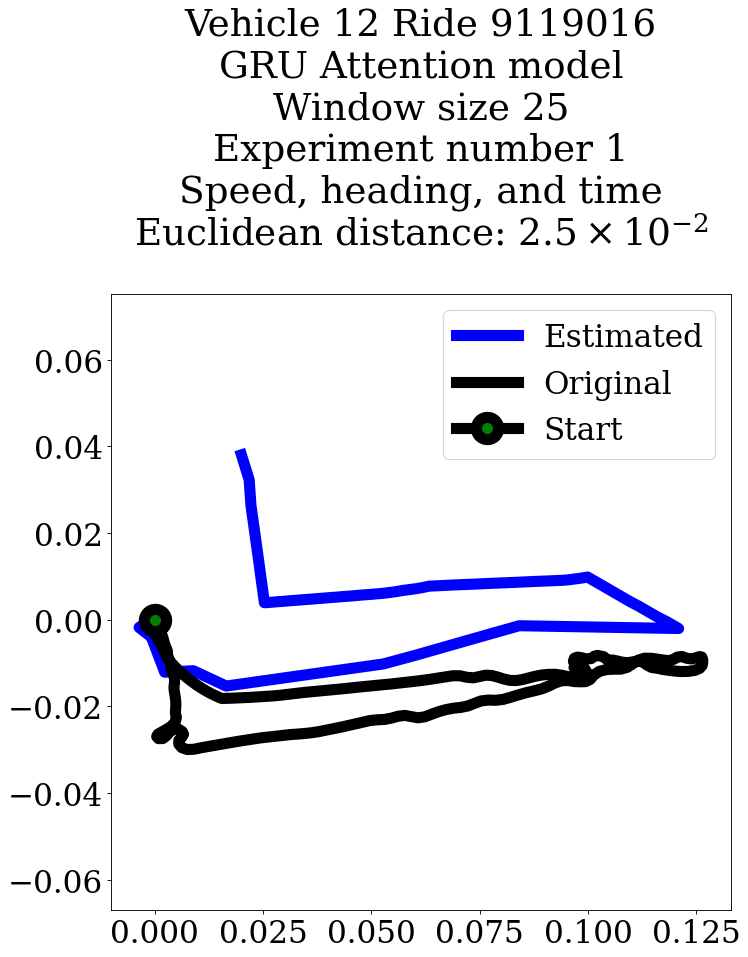 Vehicle 12 Ride 9119016
GRU Attention model
Window size 25
Experiment number 1
Speed, heading, and time
Euclidean distance: 2.5 × 10⁻²
Estimated
Original
Start
0.06
0.04
0.02
0.00
−0.02
−0.04
−0.06
0.000 0.025 0.050 0.075 0.100 0.125